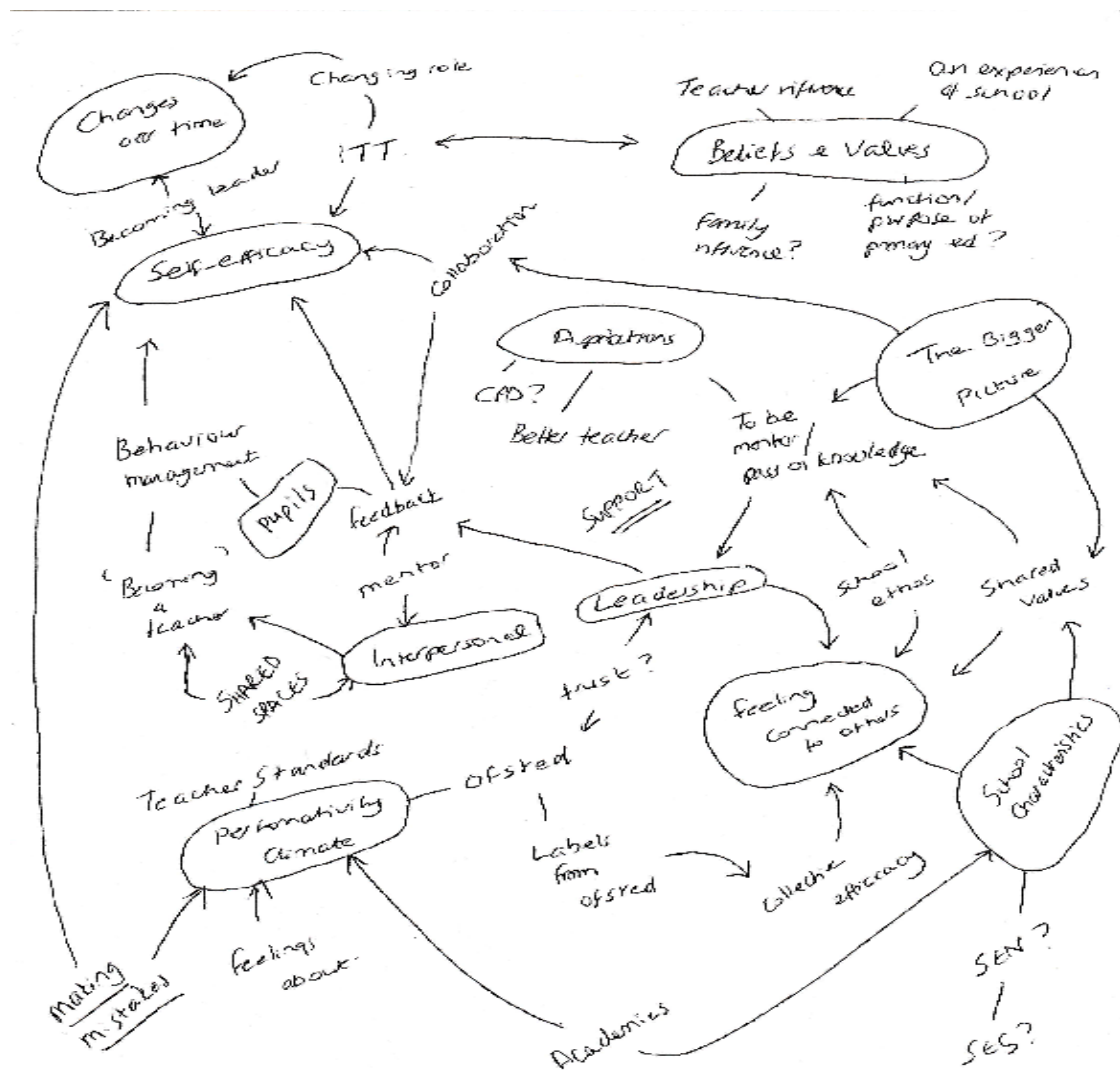 Changing role
Changes
over time
ITT
Teacher influence
own experience
of school
Beliefs & Values
Family
influence?
function/
purpose of
primary ed?
Becoming leader
Self-efficacy
Collaboration
Aspirations
CPD?
Better teacher
The Bigger
Picture
To be
mentor/
pass on knowledge
Behaviour
management
pupils
feedback
SUPPORT
"Becoming"
a
teacher
mentor
Leadership
School
ethos
Shared
values
Interpersonal
SHARED
SPACES
trust?
Feeling
connected
to others
School
Characteristics
Teacher Standards
Performativity
Climate
Ofsted
Labels
from
ofsted
Collective
efficacy
Making
mistakes
Feelings
about
Academies
SEN?
SES?